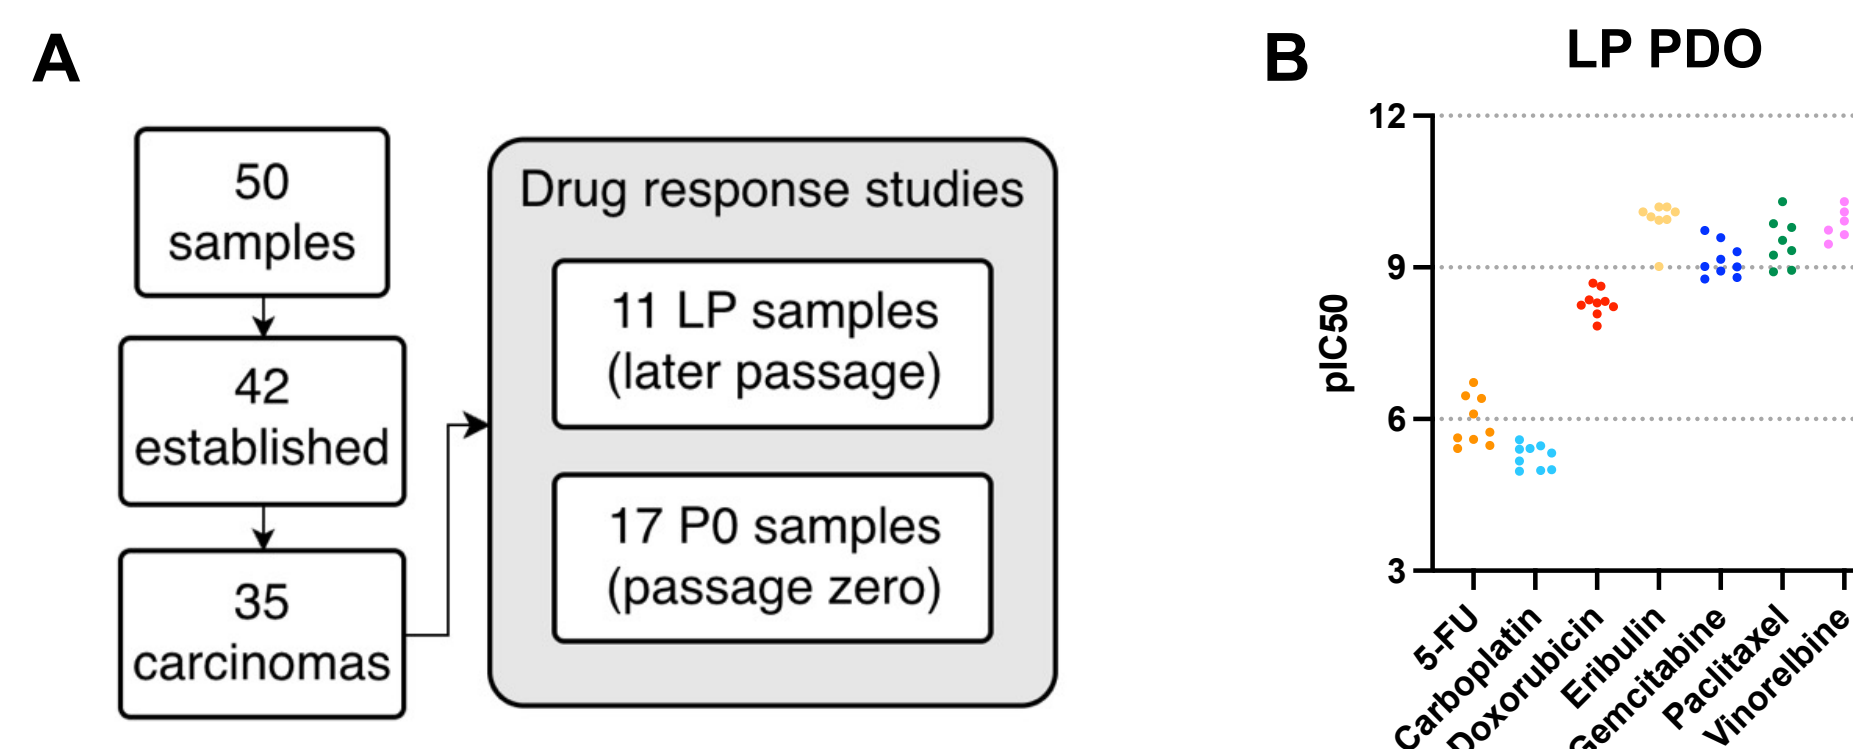 A
50
samples
42
established
35
carcinomas
Drug response studies
11 LP samples
(later passage)
17 P0 samples
(passage zero)
B
LP PDO
12
9
6
3
pIC50
5-FU
Carboplatin
Doxorubicin
Eribulin
Gemcitabine
Paclitaxel
Vinorelbine